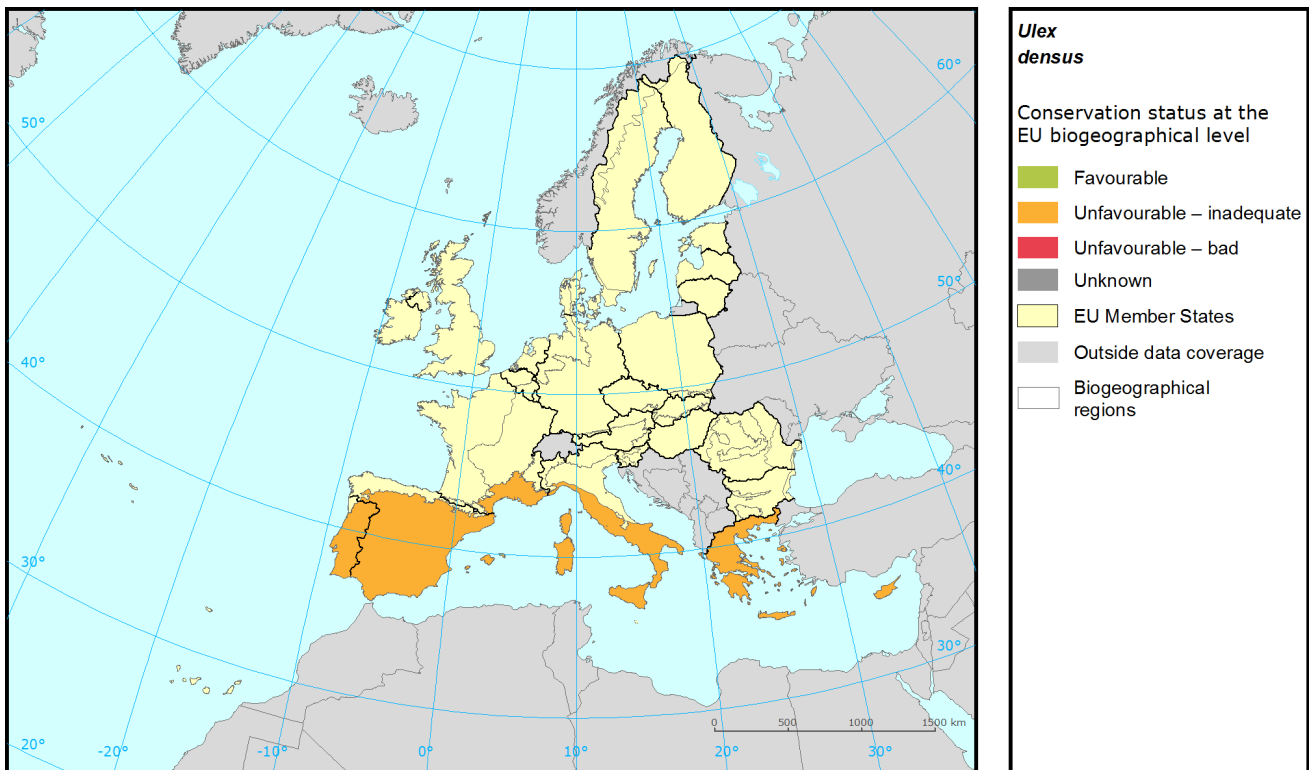 Ulex
densus
Conservation status at the
EU biogeographical level
Favourable
Unfavourable – inadequate
Unfavourable – bad
Unknown
EU Member States
Outside data coverage
Biogeographical
regions
60°
50°
50°
40°
40°
30°
30°
0 500 1000 1500 km
20° -20° -10° 0° 10° 20° 30°